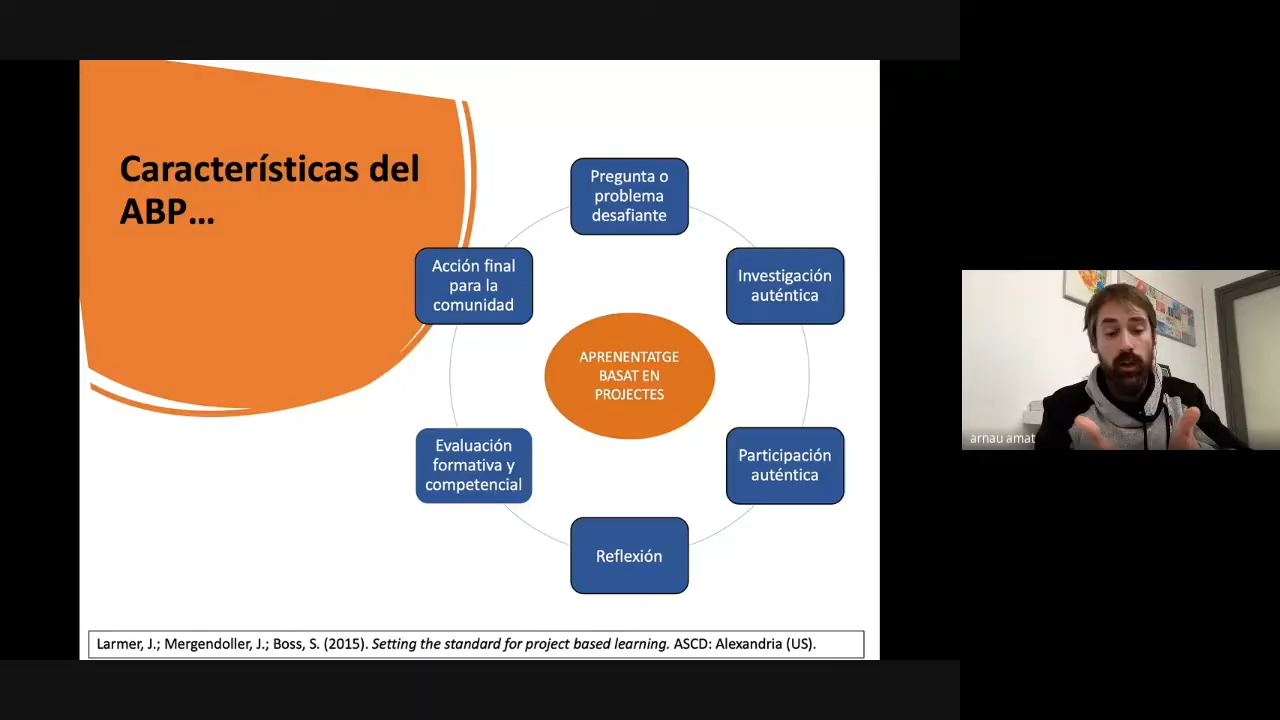 Características del
ABP...
Pregunta o
problema
desafiante
Investigación
auténtica
Participación
auténtica
Reflexión
Evaluación
formativa y
competencial
Acción final
para la
comunidad
APRENENTATGE
BASAT EN
PROJECTES
Larmer, J.; Mergendoller, J.; Boss, S. (2015). Setting the standard for project based learning. ASCD: Alexandria (US).
arnau amat